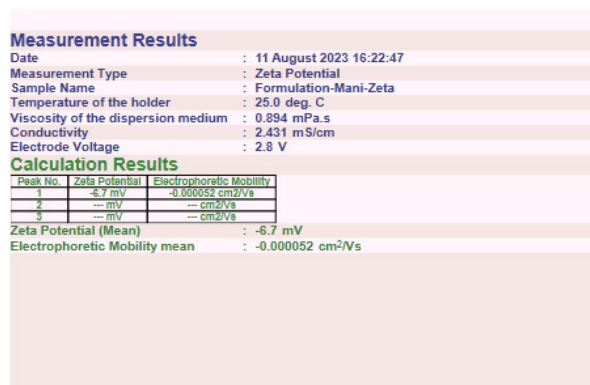 Measurement Results
Date : 11 August 2023 16:22:47
Measurement Type : Zeta Potential
Sample Name : Formulation-Mani-Zeta
Temperature of the holder : 25.0 deg. C
Viscosity of the dispersion medium : 0.894 mPa.s
Conductivity : 2.431 mS/cm
Electrode Voltage : 2.8 V
Calculation Results
Peak No. Zeta Potential Electrophoretic Mobility
1 -6.7 mV -0.000052 cm2/Vs
2 --- mV --- cm2/Vs
3 --- mV --- cm2/Vs
Zeta Potential (Mean) : -6.7 mV
Electrophoretic Mobility mean : -0.000052 cm²/Vs